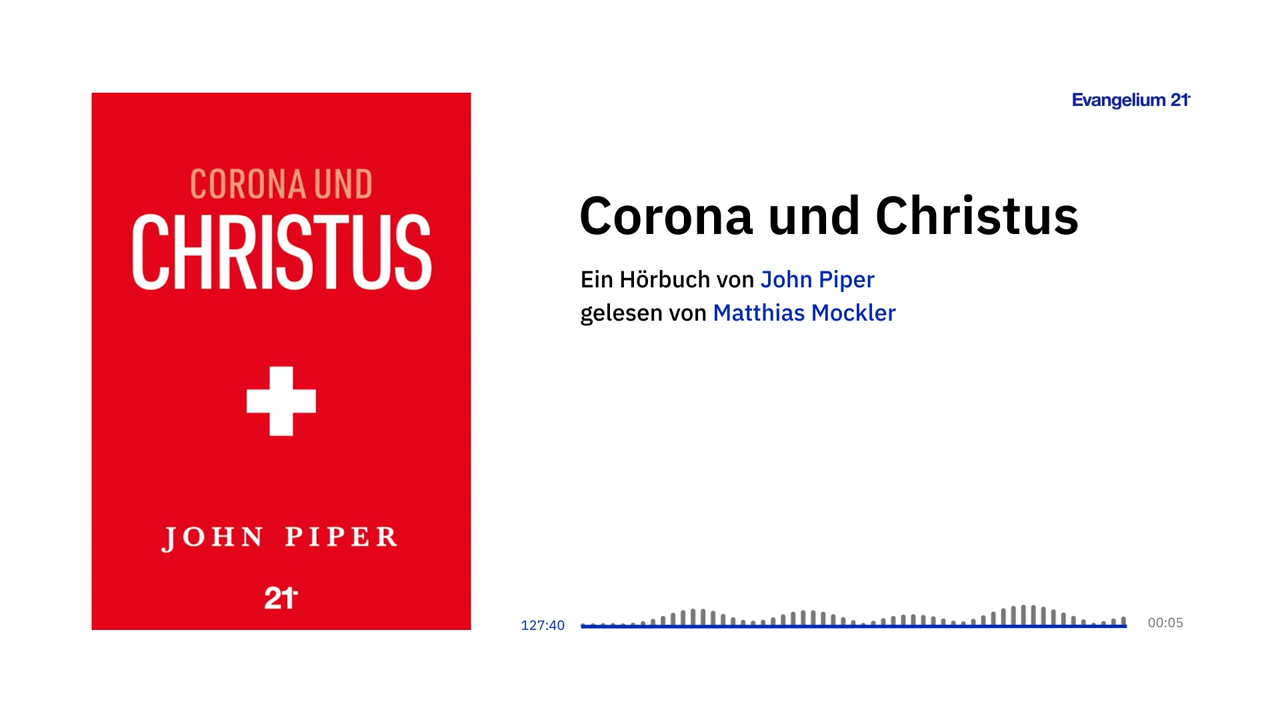 CORONA UND
CHRISTUS
JOHN PIPER
21
Evangelium 21
Corona und Christus
Ein Hörbuch von John Piper
gelesen von Matthias Mockler
127:40
00:05